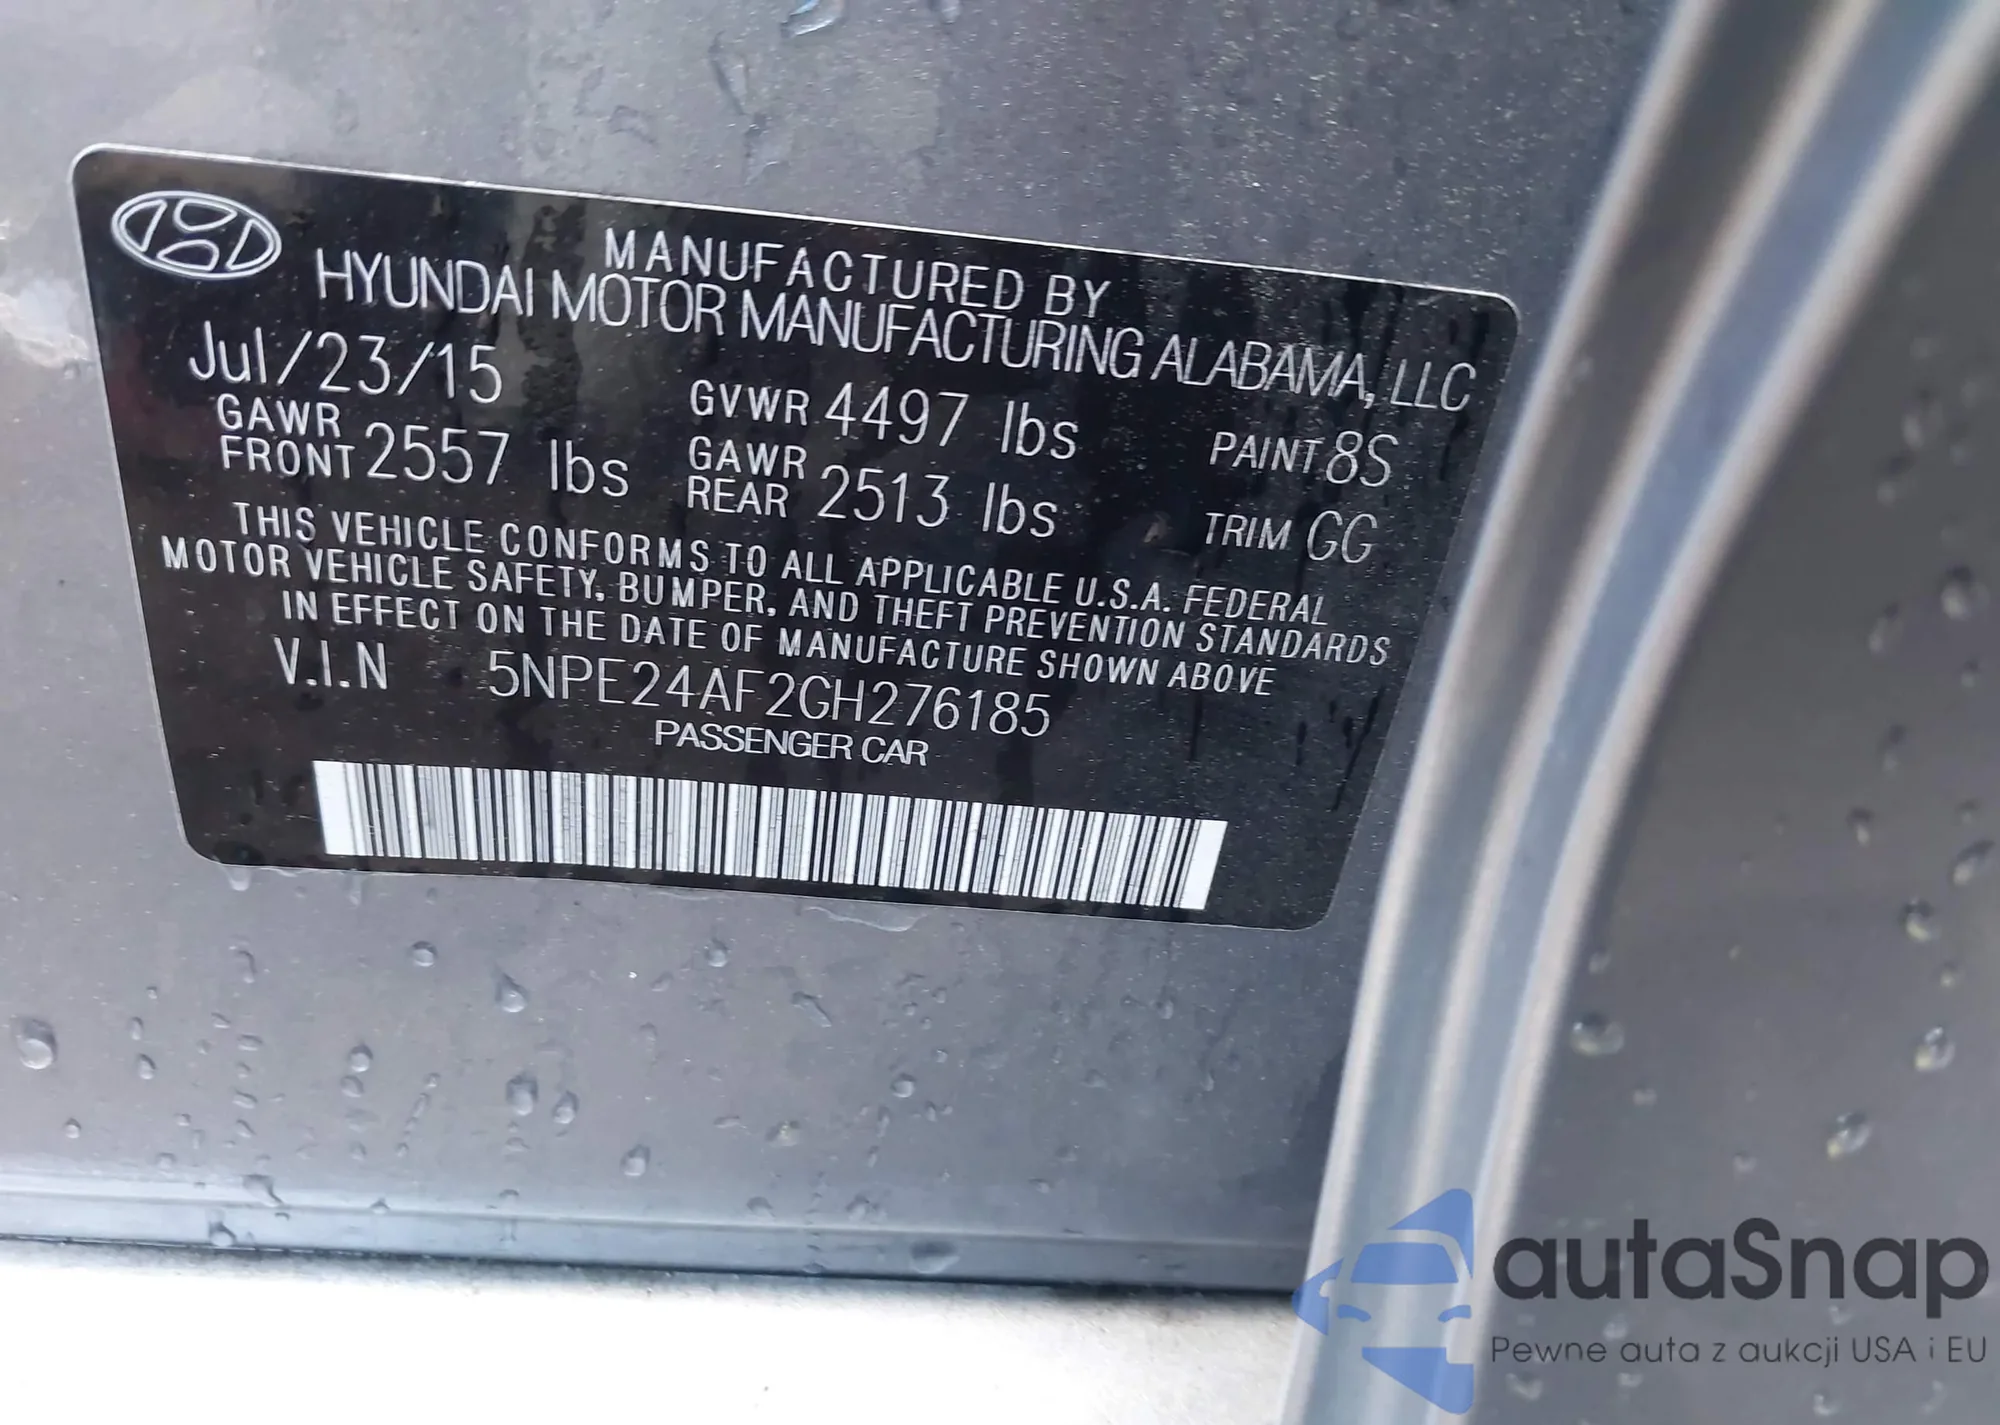 MANUFACTURED BY
HYUNDAI MOTOR MANUFACTURING ALABAMA, LLC
Jul/23/15 GVWR 4497 lbs PAINT 8S
GAWR FRONT 2557 lbs GAWR REAR 2513 lbs TRIM GG
THIS VEHICLE CONFORMS TO ALL APPLICABLE U.S.A. FEDERAL
MOTOR VEHICLE SAFETY, BUMPER, AND THEFT PREVENTION STANDARDS
IN EFFECT ON THE DATE OF MANUFACTURE SHOWN ABOVE
V.I.N 5NPE24AF2GH276185
PASSENGER CAR
autaSnap
Pewne auta z aukcji USA i EU